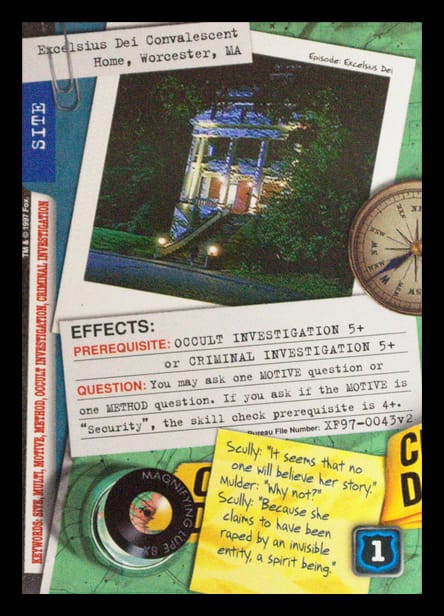 Excelsius Dei Convalescent
Home, Worcester, MA
Episode: Excelsius Dei
SITE
TM & © 1997 Fox.
KEYWORDS: SITE, MULTI, MOTIVE, METHOD, OCCULT INVESTIGATION, CRIMINAL INVESTIGATION
EFFECTS:
PREREQUISITE: OCCULT INVESTIGATION 5+
or CRIMINAL INVESTIGATION 5+
QUESTION: You may ask one MOTIVE question or
one METHOD question. If you ask if the MOTIVE is
"Security", the skill check prerequisite is 4+.
Bureau File Number: XF97-0043v2
MAGNIFYING LUPE 8X
Scully: "It seems that no
one will believe her story."
Mulder: "Why not?"
Scully: "Because she
claims to have been
raped by an invisible
entity, a spirit being."
1